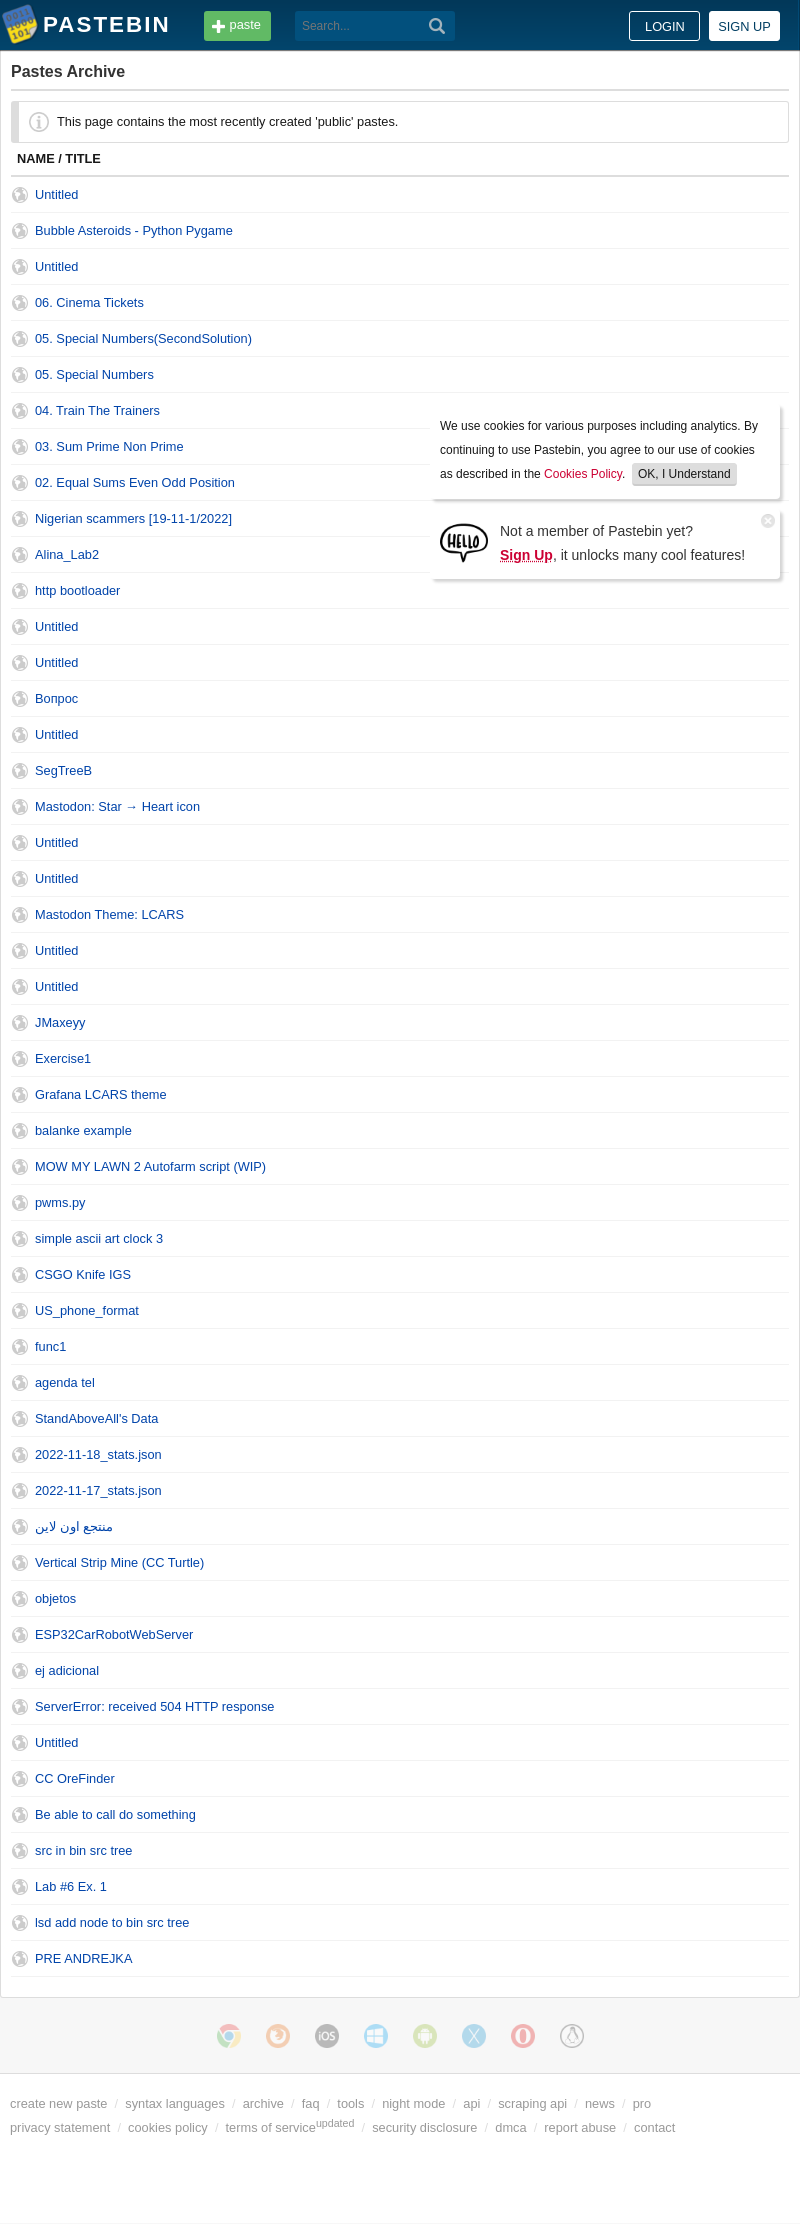 PASTEBIN
paste
Search...
LOGIN
SIGN UP
Pastes Archive
This page contains the most recently created 'public' pastes.
NAME / TITLE
Untitled
Bubble Asteroids - Python Pygame
Untitled
06. Cinema Tickets
05. Special Numbers(SecondSolution)
05. Special Numbers
04. Train The Trainers
03. Sum Prime Non Prime
02. Equal Sums Even Odd Position
Nigerian scammers [19-11-1/2022]
Alina_Lab2
http bootloader
We use cookies for various purposes including analytics. By
continuing to use Pastebin, you agree to our use of cookies
as described in the Cookies Policy. OK, I Understand
HELLO
Not a member of Pastebin yet?
Sign Up, it unlocks many cool features!
Untitled
Untitled
Вопрос
Untitled
SegTreeB
Mastodon: Star → Heart icon
Untitled
Untitled
Mastodon Theme: LCARS
Untitled
Untitled
JMaxeyy
Exercise1
Grafana LCARS theme
balanke example
MOW MY LAWN 2 Autofarm script (WIP)
pwms.py
simple ascii art clock 3
CSGO Knife IGS
US_phone_format
func1
agenda tel
StandAboveAll's Data
2022-11-18_stats.json
2022-11-17_stats.json
منتجع اون لاين
Vertical Strip Mine (CC Turtle)
objetos
ESP32CarRobotWebServer
ej adicional
ServerError: received 504 HTTP response
Untitled
CC OreFinder
Be able to call do something
src in bin src tree
Lab #6 Ex. 1
lsd add node to bin src tree
PRE ANDREJKA
iOS
create new paste / syntax languages / archive / faq / tools / night mode / api / scraping api / news / pro
privacy statement / cookies policy / terms of serviceupdated / security disclosure / dmca / report abuse / contact